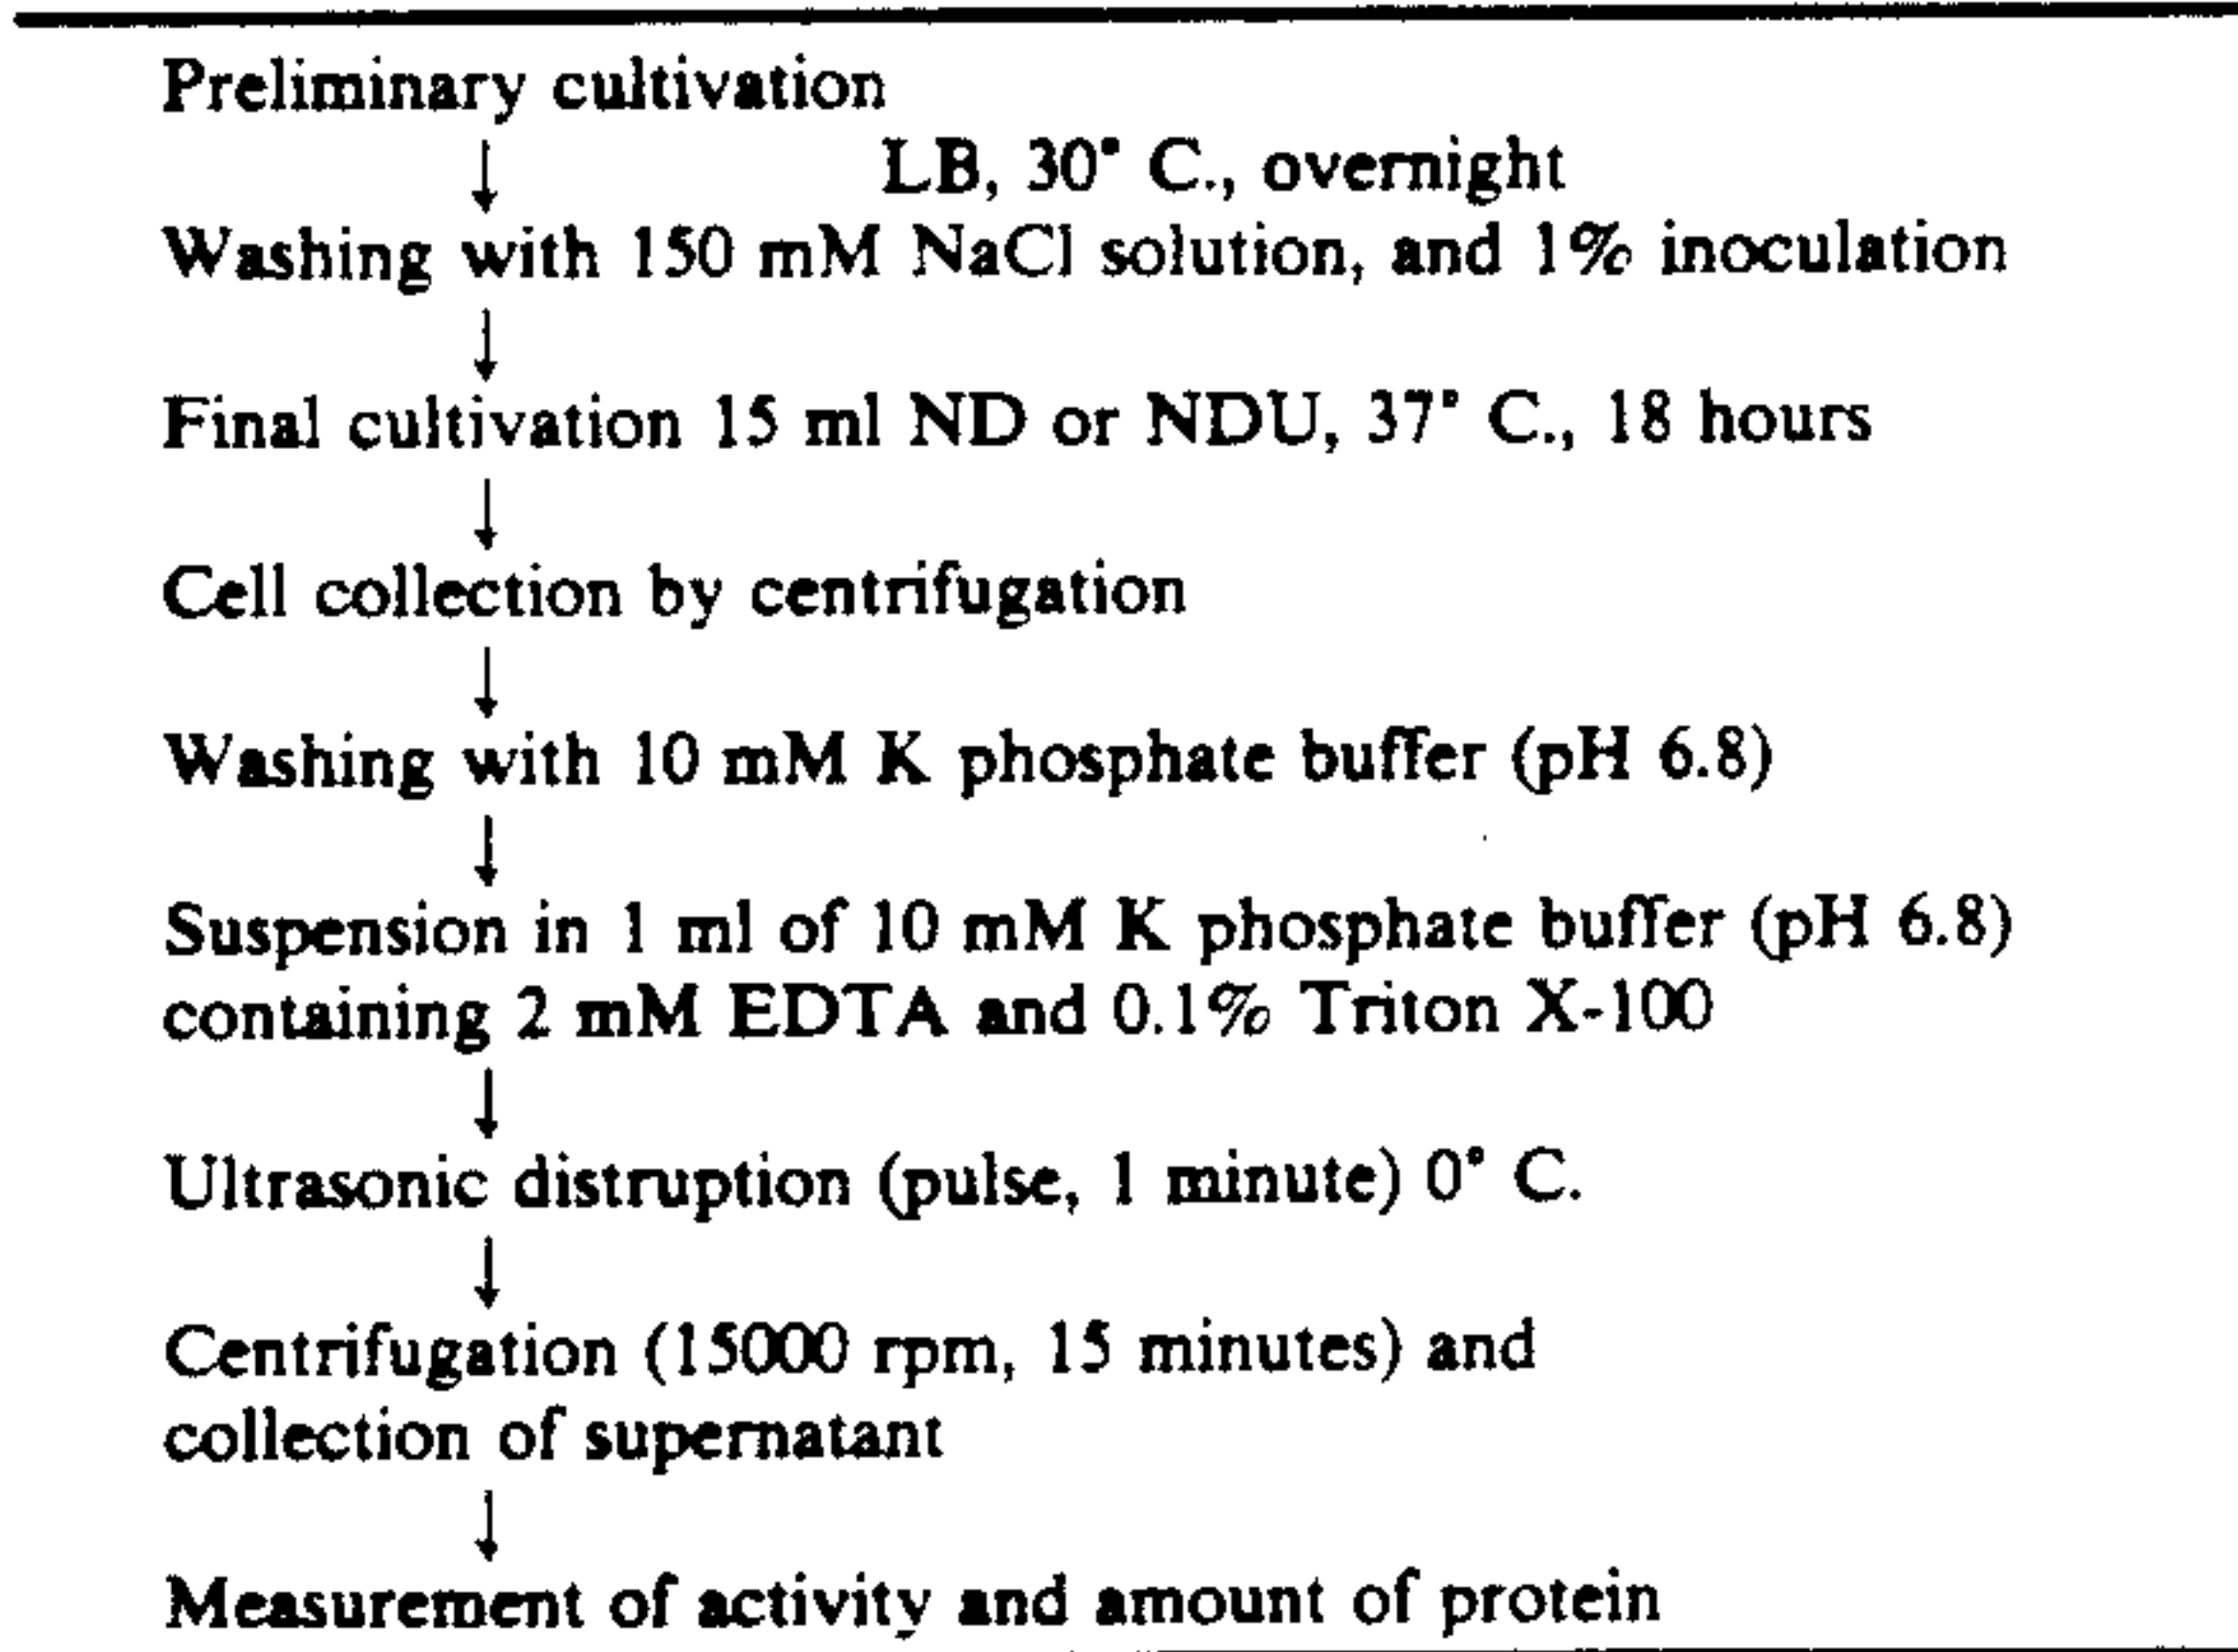 Preliminary cultivation
↓ LB, 30° C., overnight
Washing with 150 mM NaCl solution, and 1% inoculation
↓
Final cultivation 15 ml ND or NDU, 37° C., 18 hours
↓
Cell collection by centrifugation
↓
Washing with 10 mM K phosphate buffer (pH 6.8)
↓
Suspension in 1 ml of 10 mM K phosphate buffer (pH 6.8)
containing 2 mM EDTA and 0.1% Triton X-100
↓
Ultrasonic distruption (pulse, 1 minute) 0° C.
↓
Centrifugation (15000 rpm, 15 minutes) and
collection of supernatant
↓
Measurement of activity and amount of protein